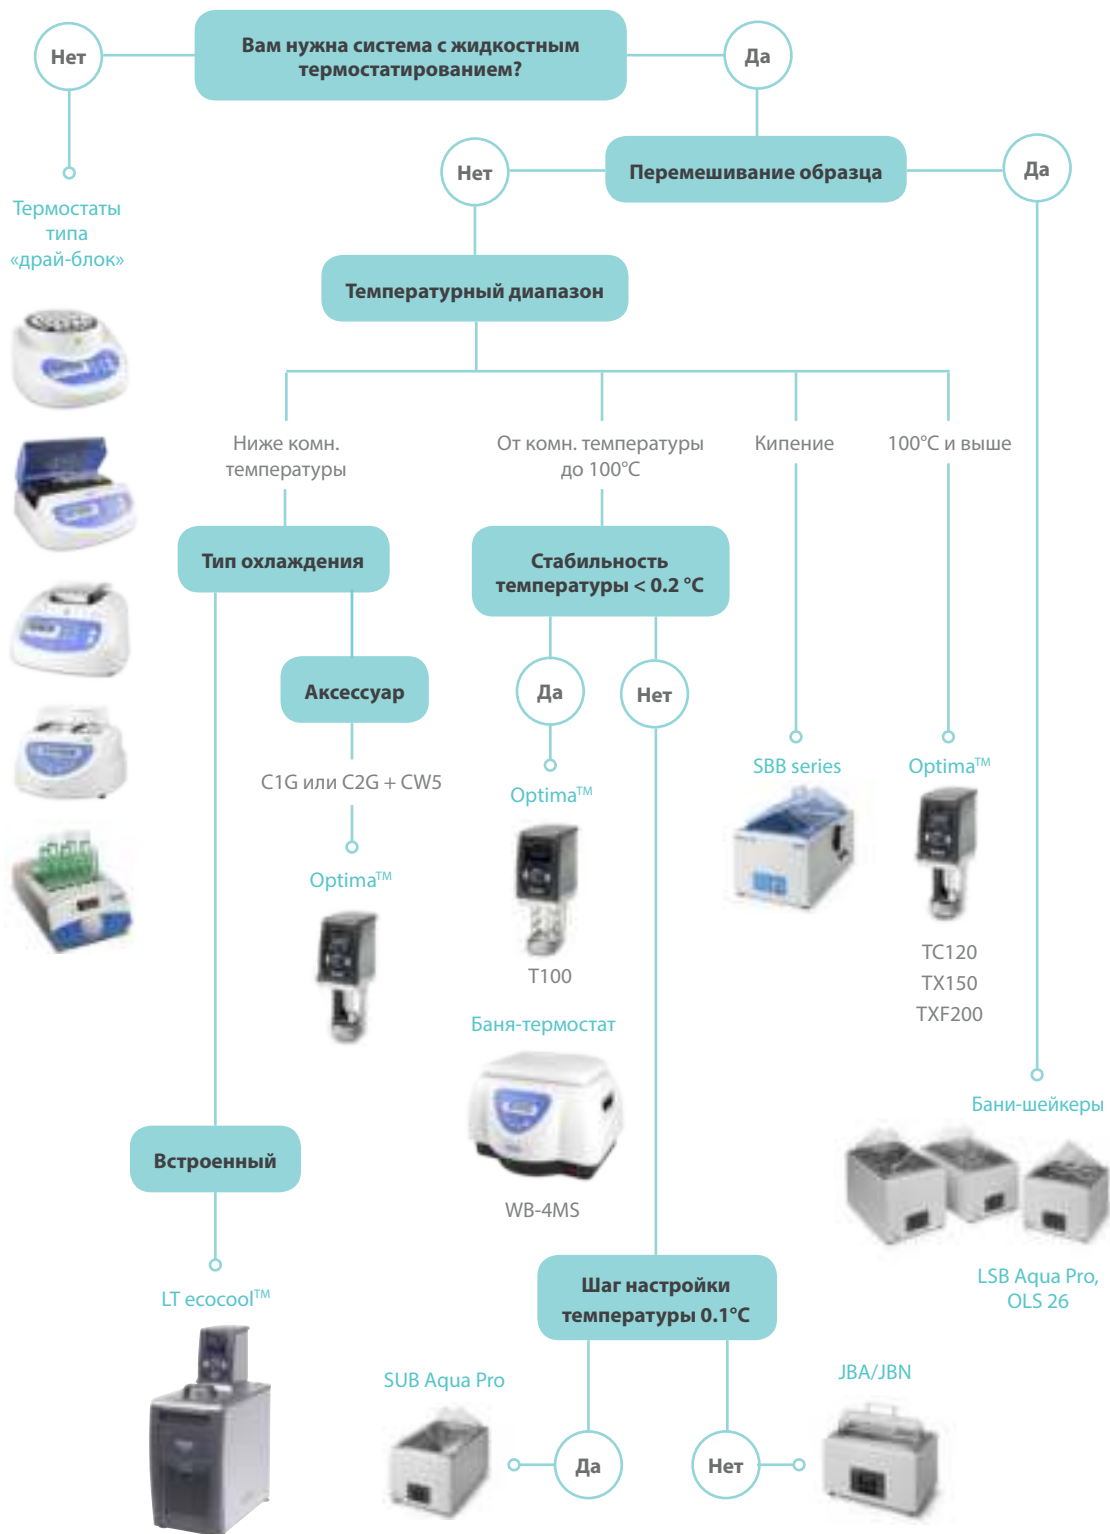 Нет
Вам нужна система с жидкостным
термостатированием?
Да
Нет
Перемешивание образца
Да
Термостаты
типа
«драй-блок»
Температурный диапазон
Ниже комн.
температуры
От комн. температуры
до 100°C
Кипение
100°C и выше
Тип охлаждения
Стабильность
температуры < 0.2 °C
Аксессуар
Да
Нет
C1G или C2G + CW5
Optima™
SBB series
Optima™
Optima™
T100
TC120
TX150
TXF200
Баня-термостат
WB-4MS
Бани-шейкеры
LSB Aqua Pro,
OLS 26
Встроенный
LT ecocool™
Шаг настройки
температуры 0.1°C
SUB Aqua Pro
JBA/JBN
Да
Нет